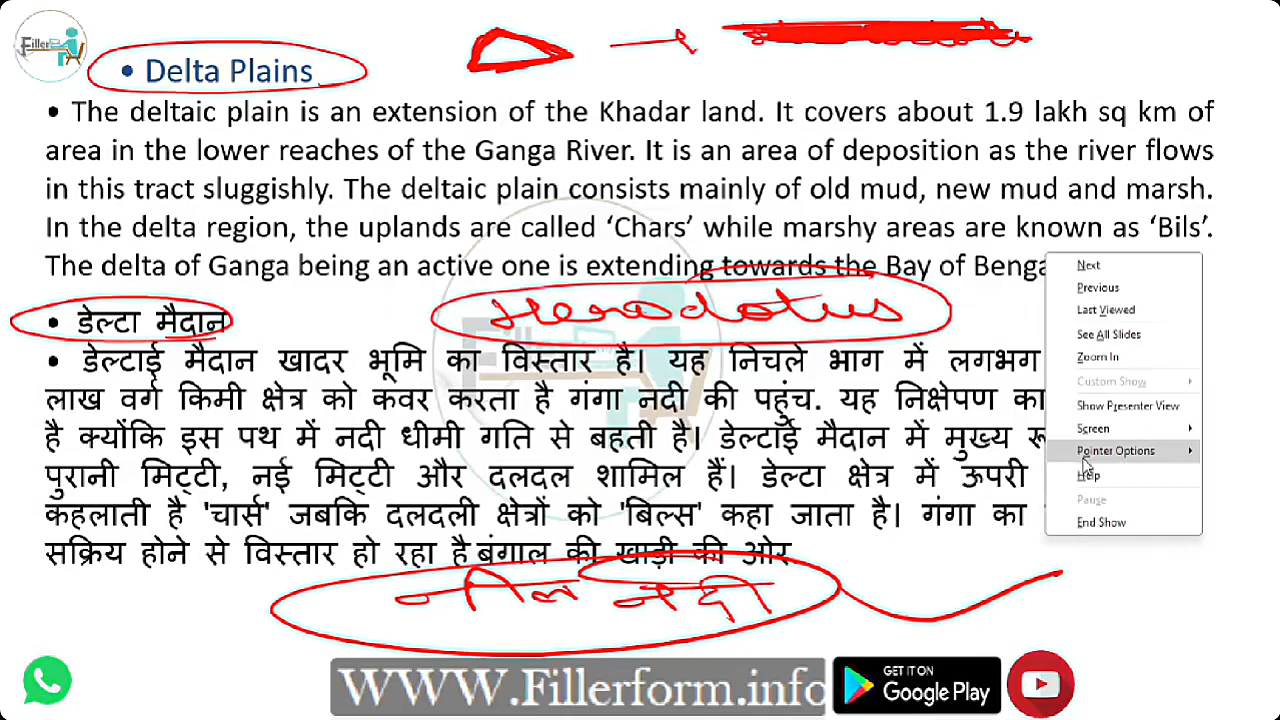 Filler
• Delta Plains
• The deltaic plain is an extension of the Khadar land. It covers about 1.9 lakh sq km of
area in the lower reaches of the Ganga River. It is an area of deposition as the river flows
in this tract sluggishly. The deltaic plain consists mainly of old mud, new mud and marsh.
In the delta region, the uplands are called ‘Chars’ while marshy areas are known as ‘Bils’.
The delta of Ganga being an active one is extending towards the Bay of Benga
Herodotus
• डेल्टा मैदान
• डेल्टाई मैदान खादर भूमि का विस्तार है। यह निचले भाग में लगभग
लाख वर्ग किमी क्षेत्र को कवर करता है गंगा नदी की पहुंच. यह निक्षेपण का
है क्योंकि इस पथ में नदी धीमी गति से बहती है। डेल्टाई मैदान में मुख्य रू
पुरानी मिट्टी, नई मिट्टी और दलदल शामिल हैं। डेल्टा क्षेत्र में ऊपरी
कहलाती है 'चार्स' जबकि दलदली क्षेत्रों को 'बिल्स' कहा जाता है। गंगा का
सक्रिय होने से विस्तार हो रहा है बंगाल की खाड़ी की ओर.
नील नदी
Next
Previous
Last Viewed
See All Slides
Zoom In
Custom Show
Show Presenter View
Screen
Pointer Options
Help
Pause
End Show
WWW.Fillerform.info
GET IT ON
Google Play